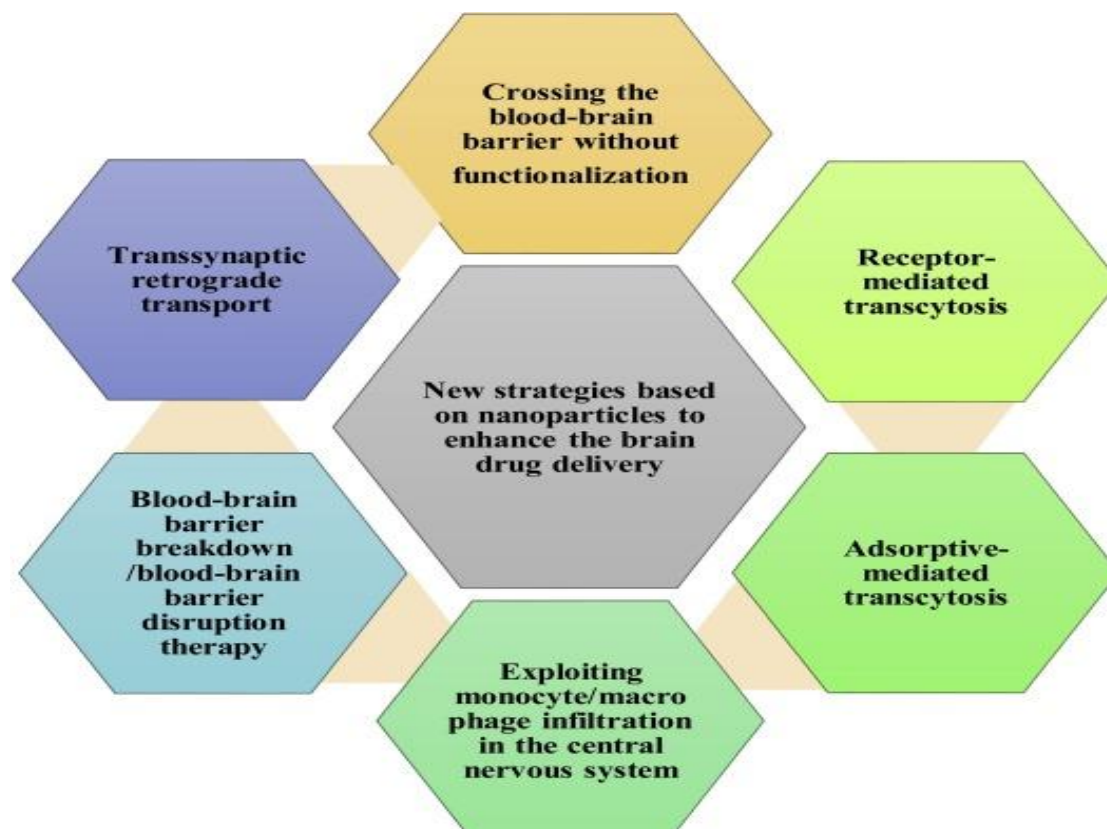 Crossing the
blood-brain
barrier without
functionalization
Transsynaptic
retrograde
transport
Receptor-
mediated
transcytosis
New strategies based
on nanoparticles to
enhance the brain
drug delivery
Blood-brain
barrier
breakdown
/blood-brain
barrier
disruption
therapy
Adsorptive-
mediated
transcytosis
Exploiting
monocyte/macro
phage infiltration
in the central
nervous system